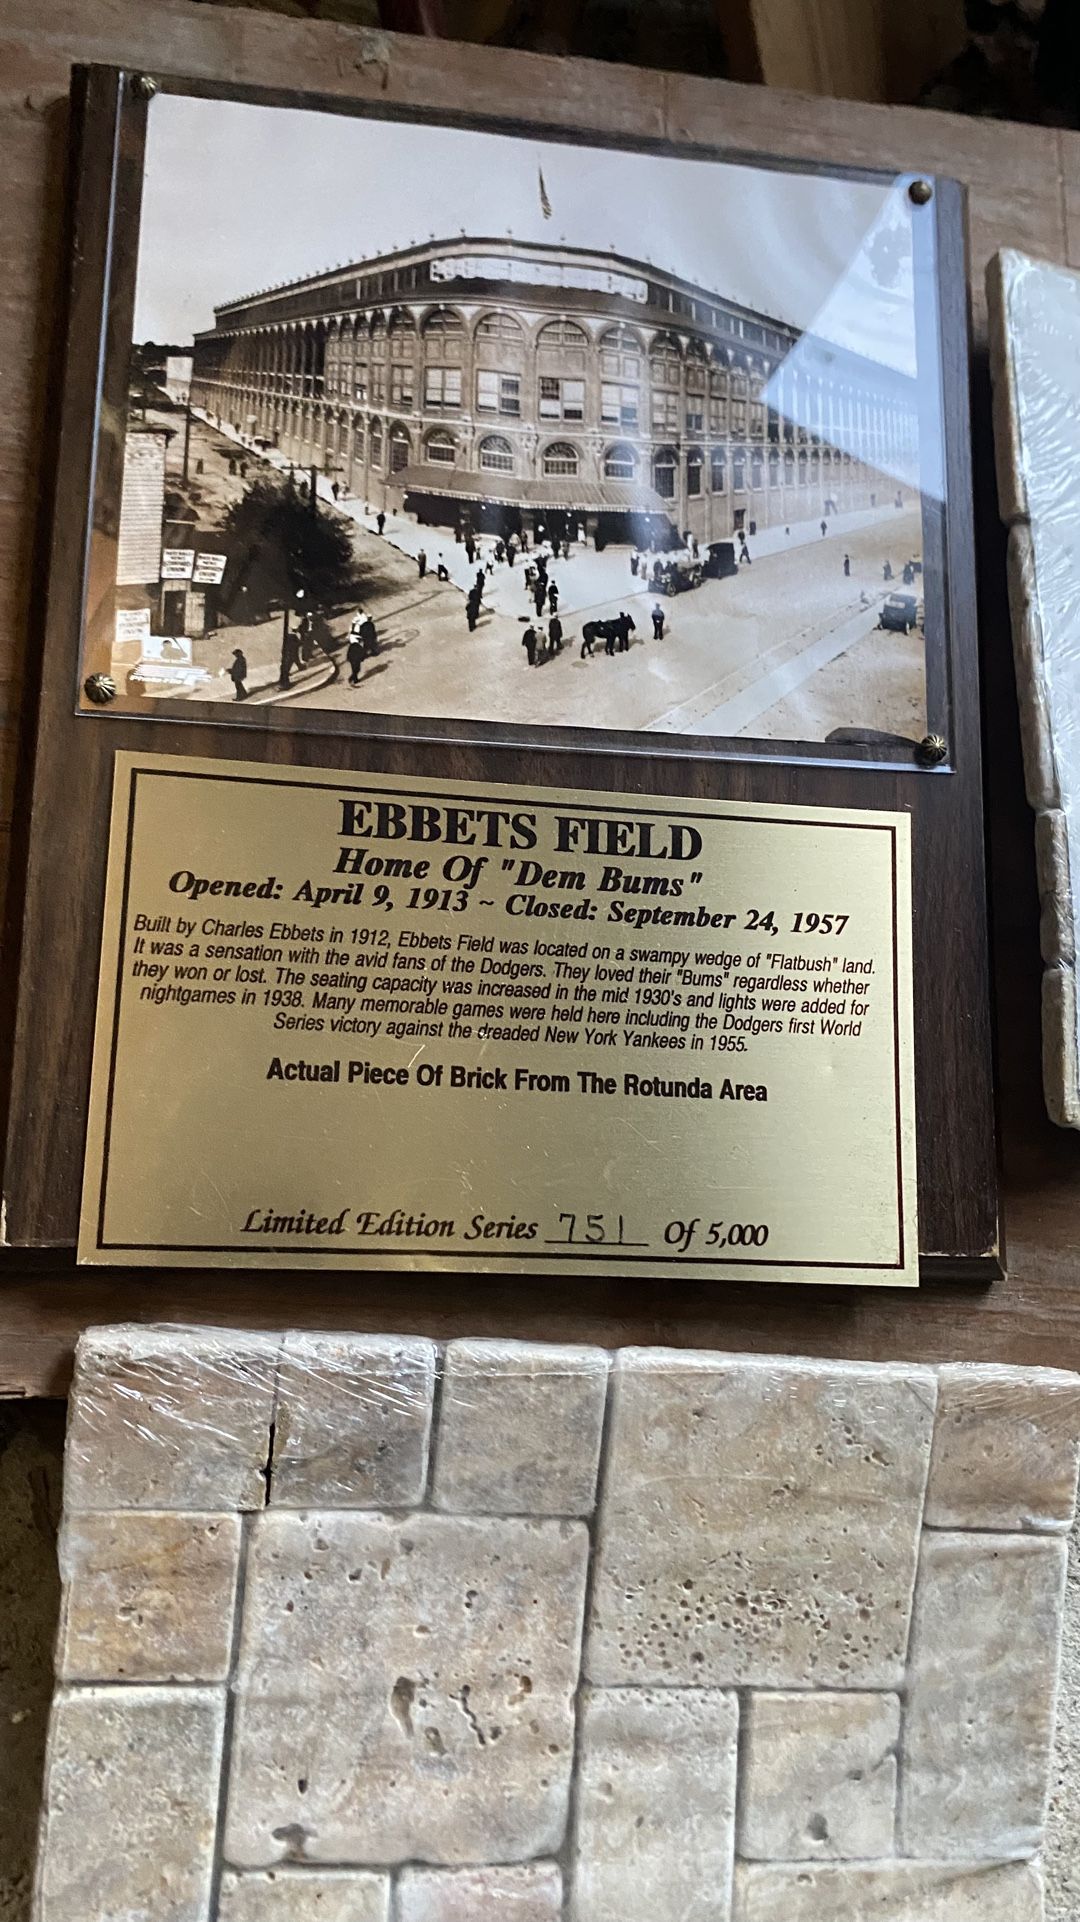 EBBETS FIELD
Home Of "Dem Bums"
Opened: April 9, 1913 ~ Closed: September 24, 1957
Built by Charles Ebbets in 1912, Ebbets Field was located on a swampy wedge of "Flatbush" land.
It was a sensation with the avid fans of the Dodgers. They loved their "Bums" regardless whether
they won or lost. The seating capacity was increased in the mid 1930's and lights were added for
nightgames in 1938. Many memorable games were held here including the Dodgers first World
Series victory against the dreaded New York Yankees in 1955.
Actual Piece Of Brick From The Rotunda Area
Limited Edition Series 751 Of 5,000